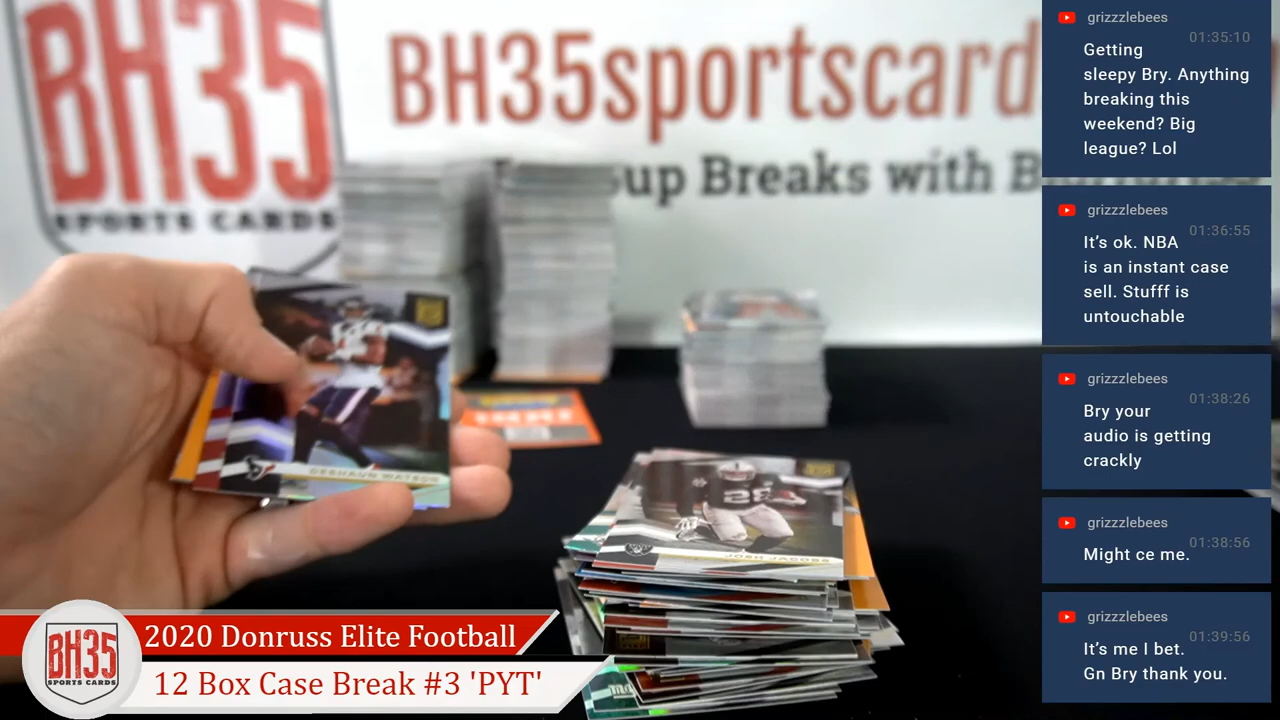 BH35
SPORTS CARDS
BH35sportscard
up Breaks with B
DESHAUN WATSON
28
JOSH JACOBS
BH35
SPORTS CARDS
2020 Donruss Elite Football
12 Box Case Break #3 'PYT'
grizzzlebees
01:35:10
Getting
sleepy Bry. Anything
breaking this
weekend? Big
league? Lol
grizzzlebees
01:36:55
It's ok. NBA
is an instant case
sell. Stufff is
untouchable
grizzzlebees
01:38:26
Bry your
audio is getting
crackly
grizzzlebees
01:38:56
Might ce me.
grizzzlebees
01:39:56
It's me I bet.
Gn Bry thank you.